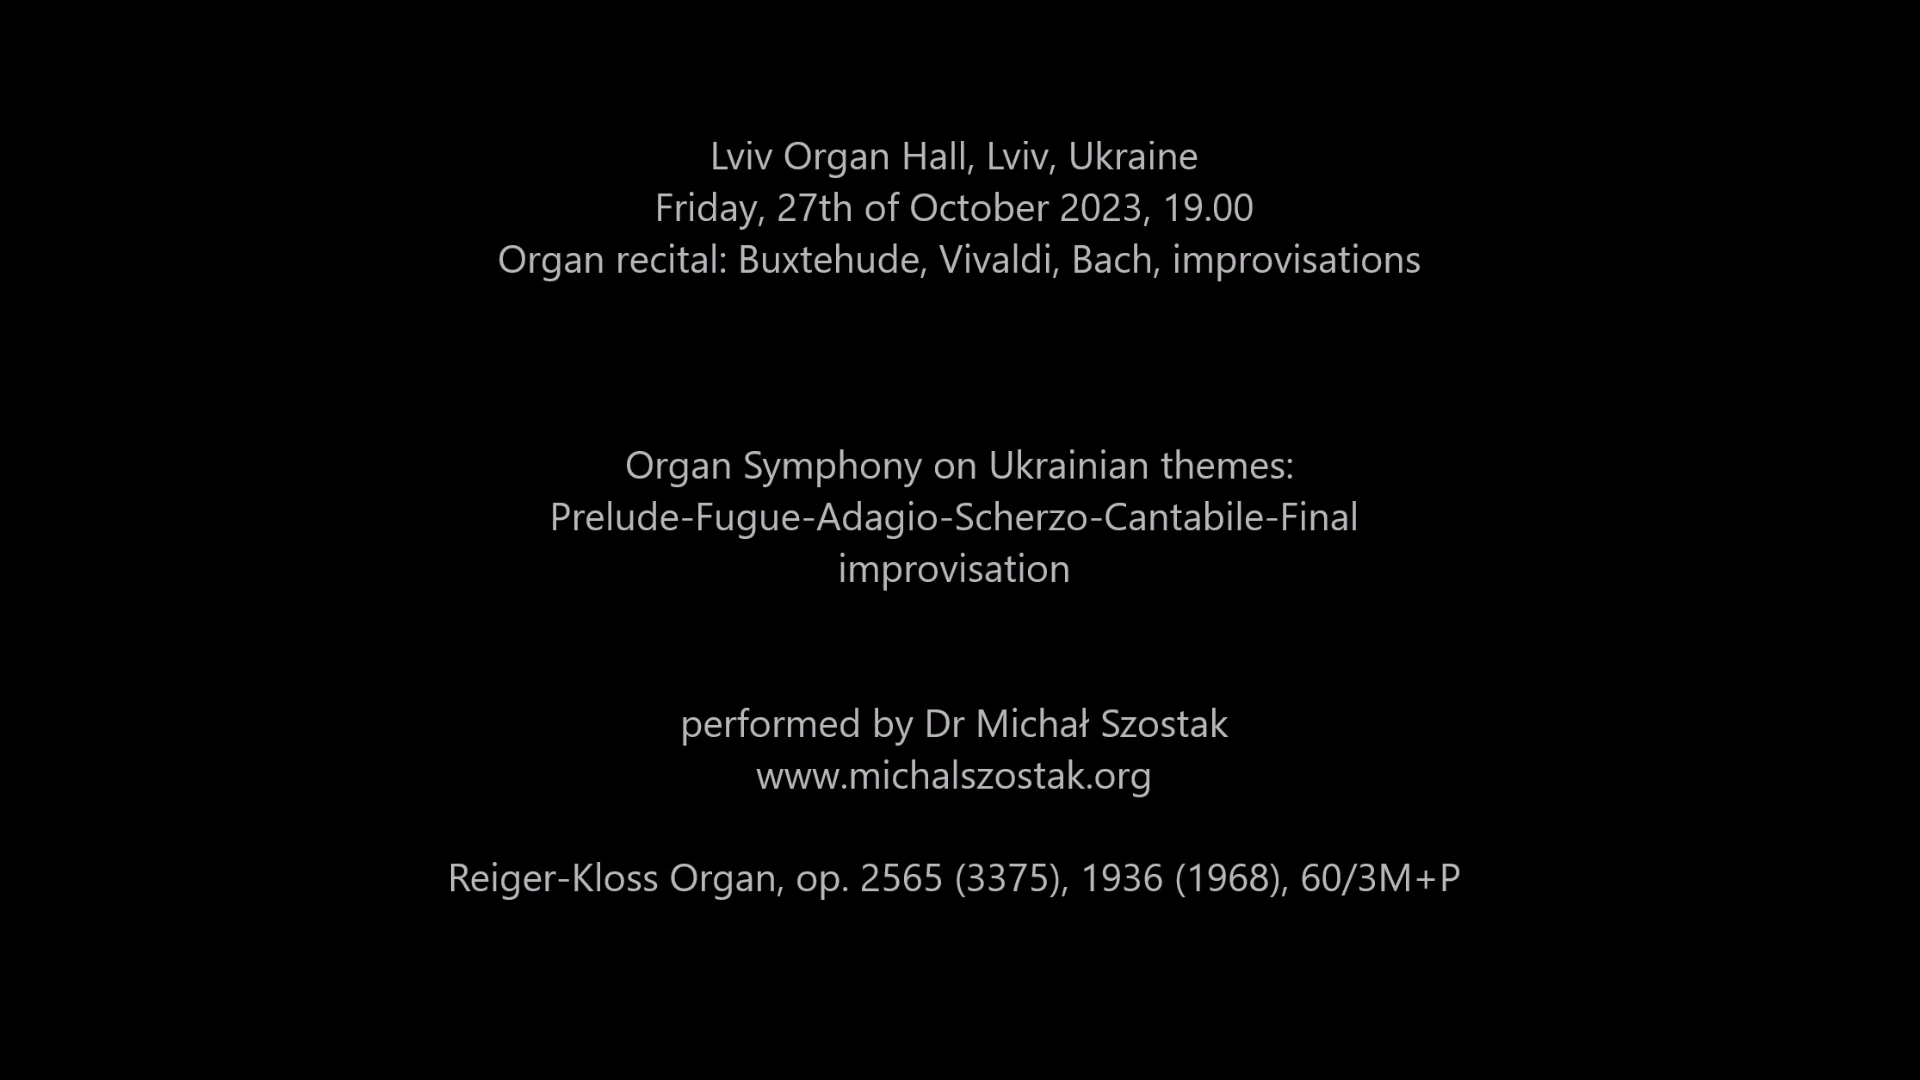 Lviv Organ Hall, Lviv, Ukraine
Friday, 27th of October 2023, 19.00
Organ recital: Buxtehude, Vivaldi, Bach, improvisations
Organ Symphony on Ukrainian themes:
Prelude-Fugue-Adagio-Scherzo-Cantabile-Final
improvisation
performed by Dr Michał Szostak
www.michalszostak.org
Reiger-Kloss Organ, op. 2565 (3375), 1936 (1968), 60/3M+P